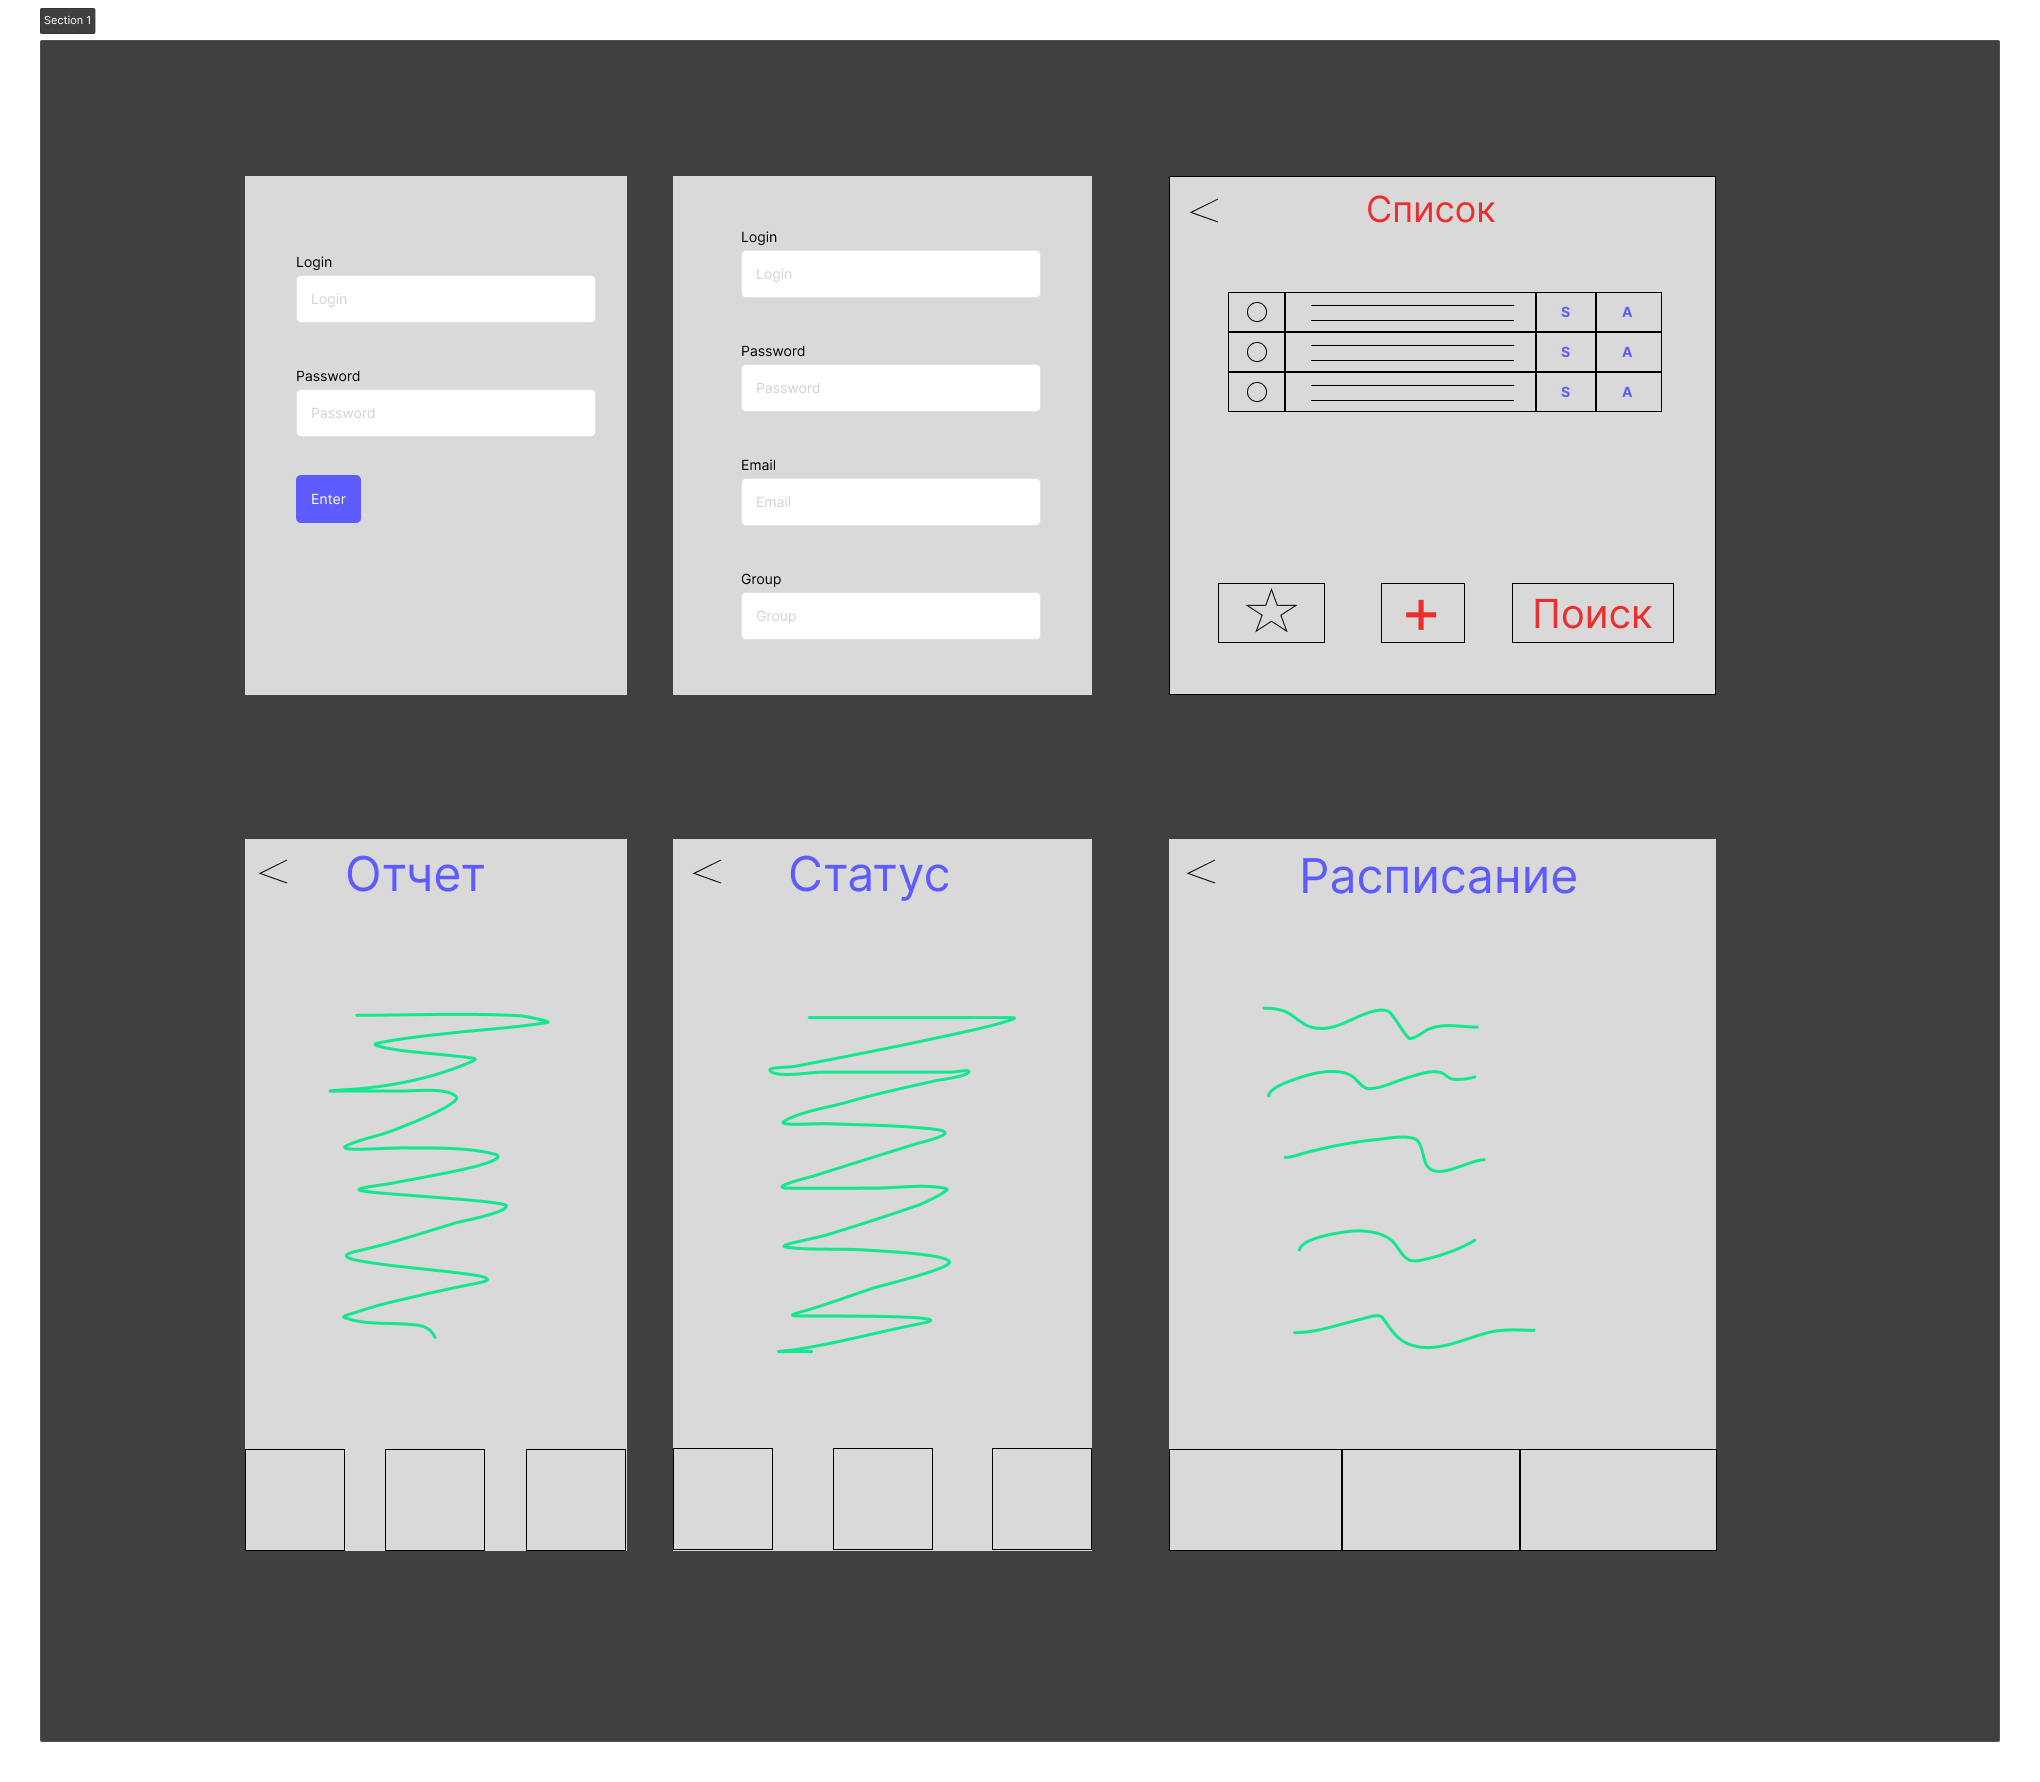 Section 1
Login
Login
Password
Password
Enter
Login
Login
Password
Password
Email
Email
Group
Group
Список
S A
S A
S A
+
Поиск
Отчет
Статус
Расписание